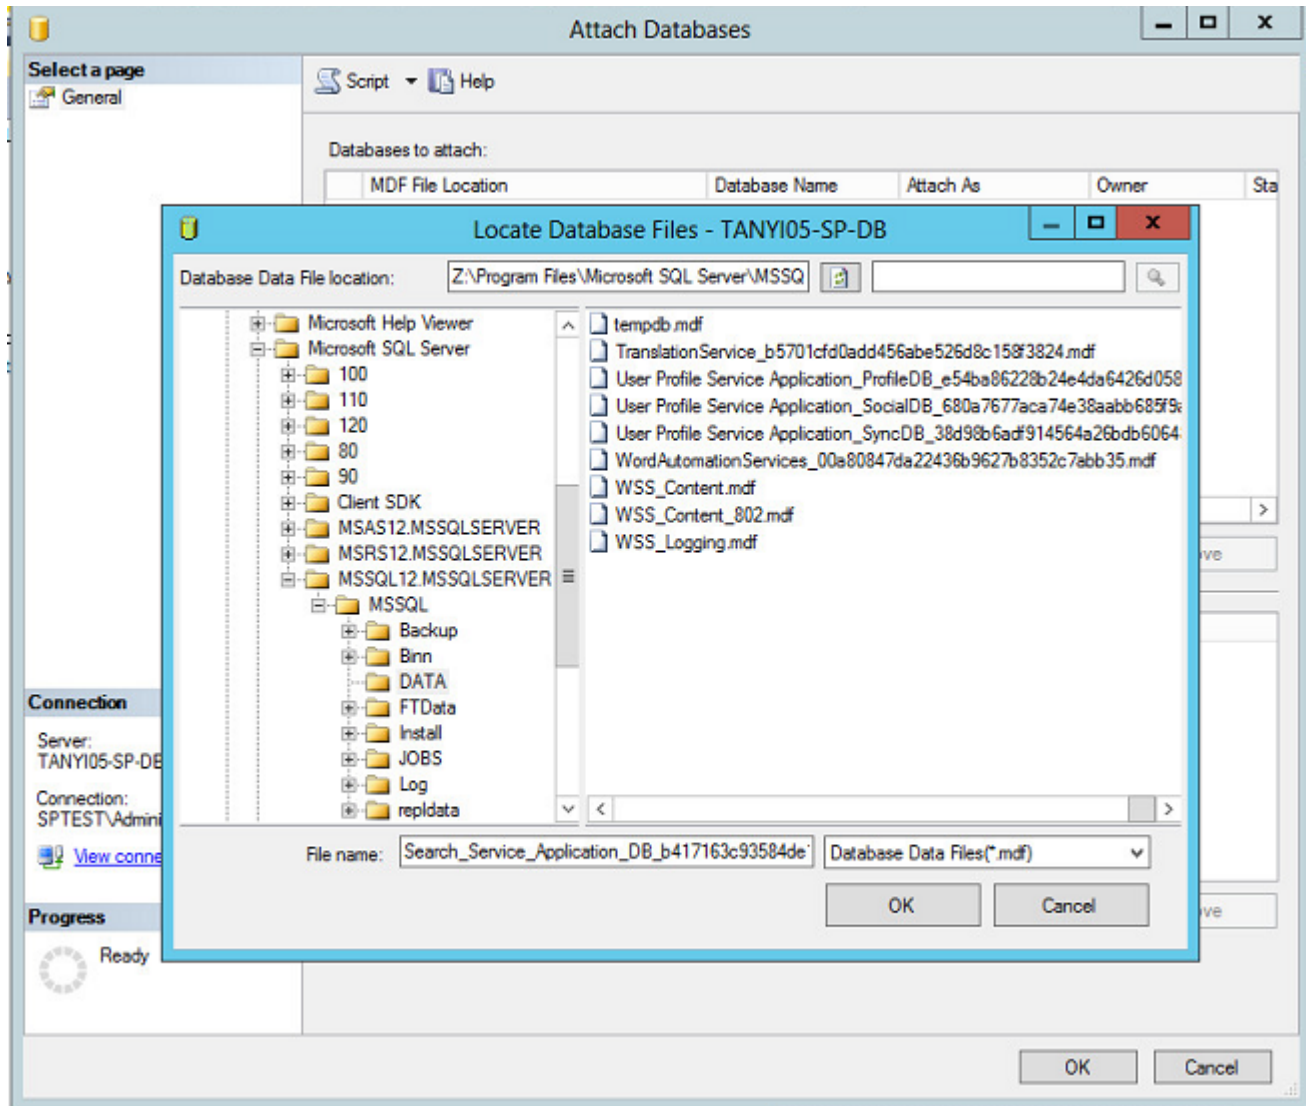 Attach Databases
Select a page
General
Script
Help
Databases to attach:
MDF File Location
Database Name
Attach As
Owner
Sta
Locate Database Files - TANYI05-SP-DB
Database Data File location:
Z:\Program Files\Microsoft SQL Server\MSSQ
Microsoft Help Viewer
Microsoft SQL Server
100
110
120
80
90
Client SDK
MSAS12.MSSQLSERVER
MSRS12.MSSQLSERVER
MSSQL12.MSSQLSERVER
MSSQL
Backup
Binn
DATA
FTData
Install
JOBS
Log
repldata
tempdb.mdf
TranslationService_b5701cfd0add456abe526d8c158f3824.mdf
User Profile Service Application_ProfileDB_e54ba86228b24e4da6426d058
User Profile Service Application_SocialDB_680a7677aca74e38aabb685f9a
User Profile Service Application_SyncDB_38d98b6adf914564a26bdb6064
WordAutomationServices_00a80847da22436b9627b8352c7abb35.mdf
WSS_Content.mdf
WSS_Content_802.mdf
WSS_Logging.mdf
File name:
Search_Service_Application_DB_b417163c93584de
Database Data Files(*.mdf)
OK
Cancel
ove
ove
Connection
Server:
TANYI05-SP-DB
Connection:
SPTEST\Admini
View conne
Progress
Ready
OK
Cancel